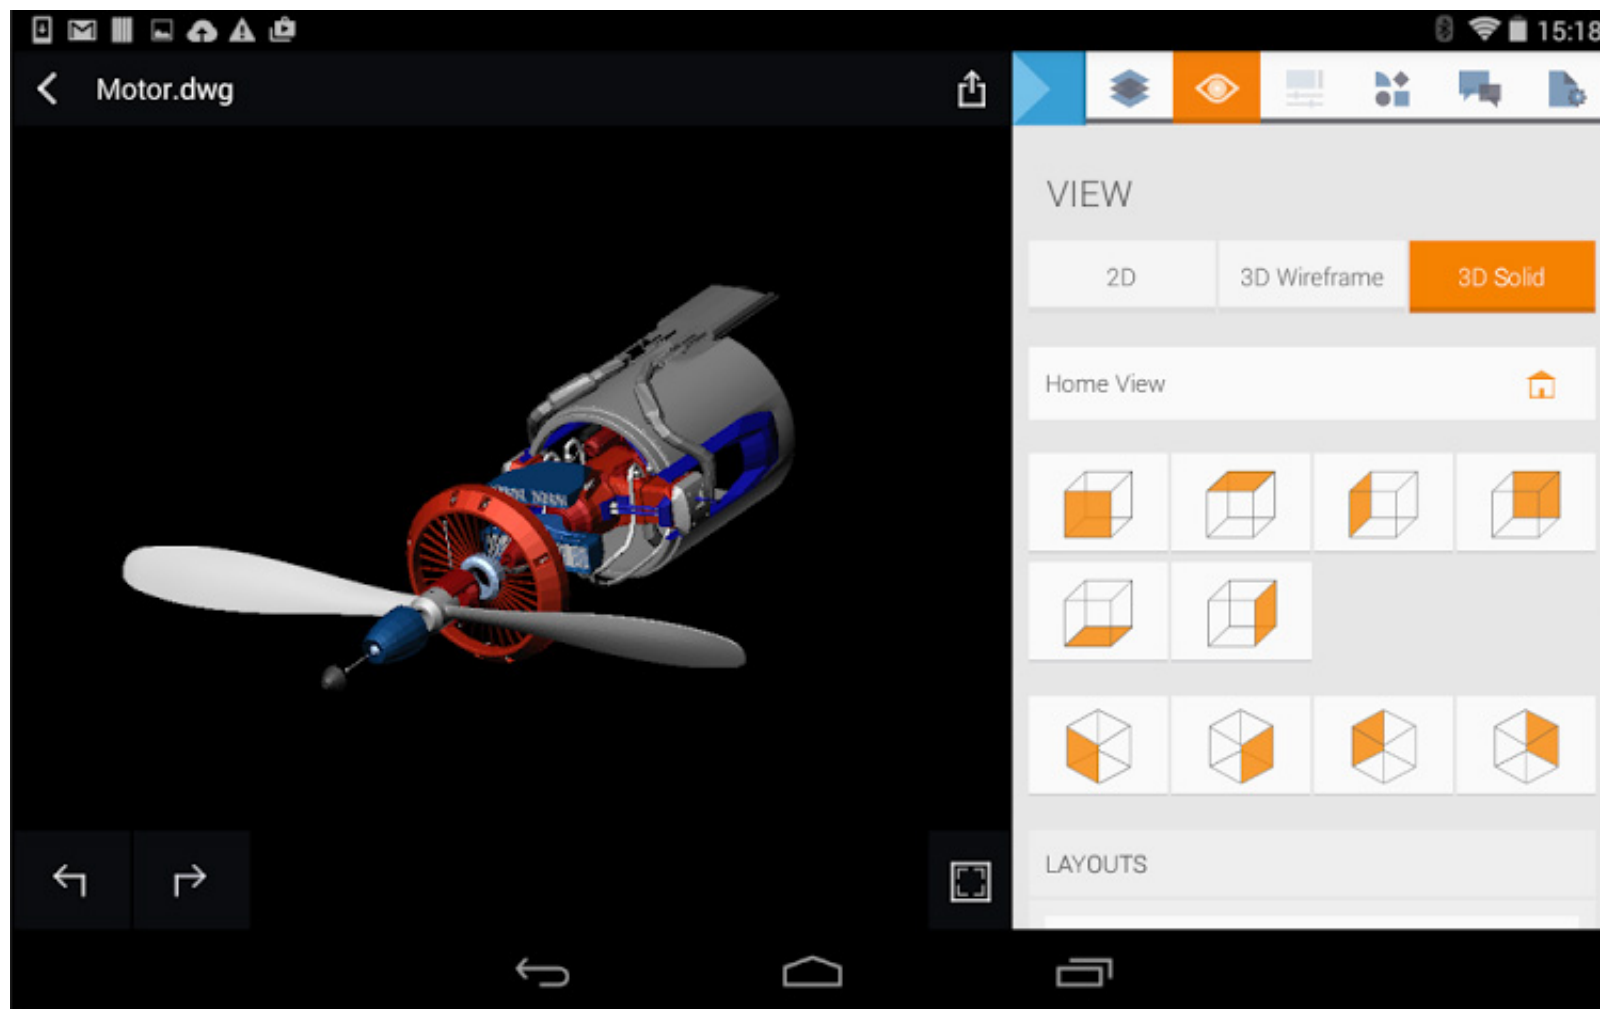 15:18
Motor.dwg
VIEW
2D
3D Wireframe
3D Solid
Home View
LAYOUTS